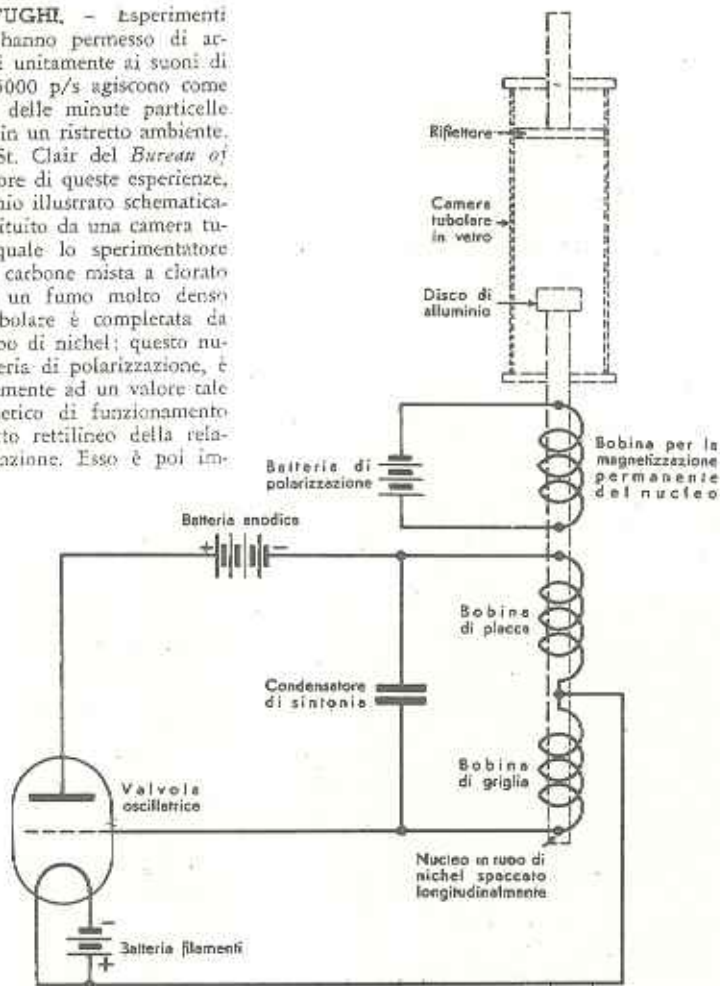 FUGHI. – Esperimenti
hanno permesso di ar-
i unitamente ai suoni di
5000 p/s agiscono come
delle minute particelle
in un ristretto ambiente.
St. Clair del Bureau of
ore di queste esperienze,
nio illustrato schematica-
tituito da una camera tu-
quale lo sperimentatore
carbone mista a clorato
un fumo molto denso
bolare è completata da
bo di nichel; questo nu-
eria di polarizzazione, è
mente ad un valore tale
etico di funzionamento
tto rettilineo della rela-
azione. Esso è poi im-
Riflettore
Camera
tubolare
in vetro
Disco di
alluminio
Batteria di
polarizzazione
Bobina per la
magnetizzazione
permanente
del nucleo
Batteria anodica
+ -
Bobina
di placca
Condensatore
di sintonia
Bobina
di griglia
Valvola
oscillatrice
Nucleo in tubo di
nichel spaccato
longitudinalmente
-
Batteria filamenti
+